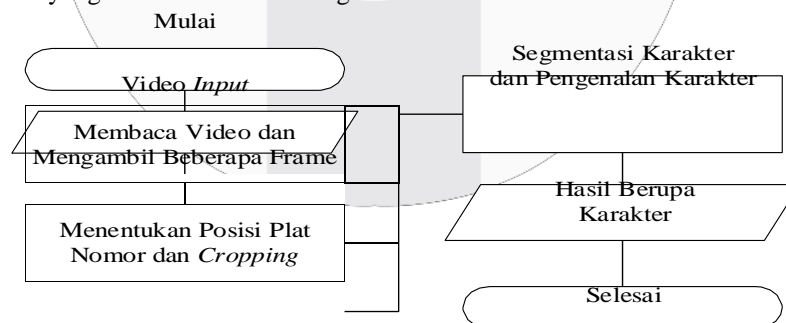 Mulai
Video Input
Membaca Video dan
Mengambil Beberapa Frame
Menentukan Posisi Plat
Nomor dan Cropping
Segmentasi Karakter
dan Pengenalan Karakter
Hasil Berupa
Karakter
Selesai